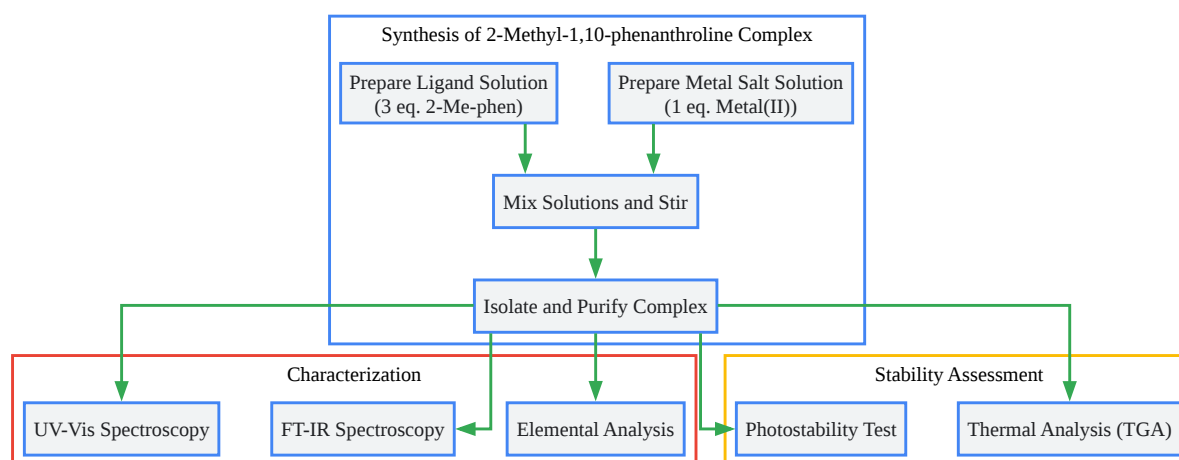 Synthesis of 2-Methyl-1,10-phenanthroline Complex
Prepare Ligand Solution
(3 eq. 2-Me-phen)
Prepare Metal Salt Solution
(1 eq. Metal(II))
Mix Solutions and Stir
Isolate and Purify Complex
Characterization
UV-Vis Spectroscopy
FT-IR Spectroscopy
Elemental Analysis
Stability Assessment
Photostability Test
Thermal Analysis (TGA)